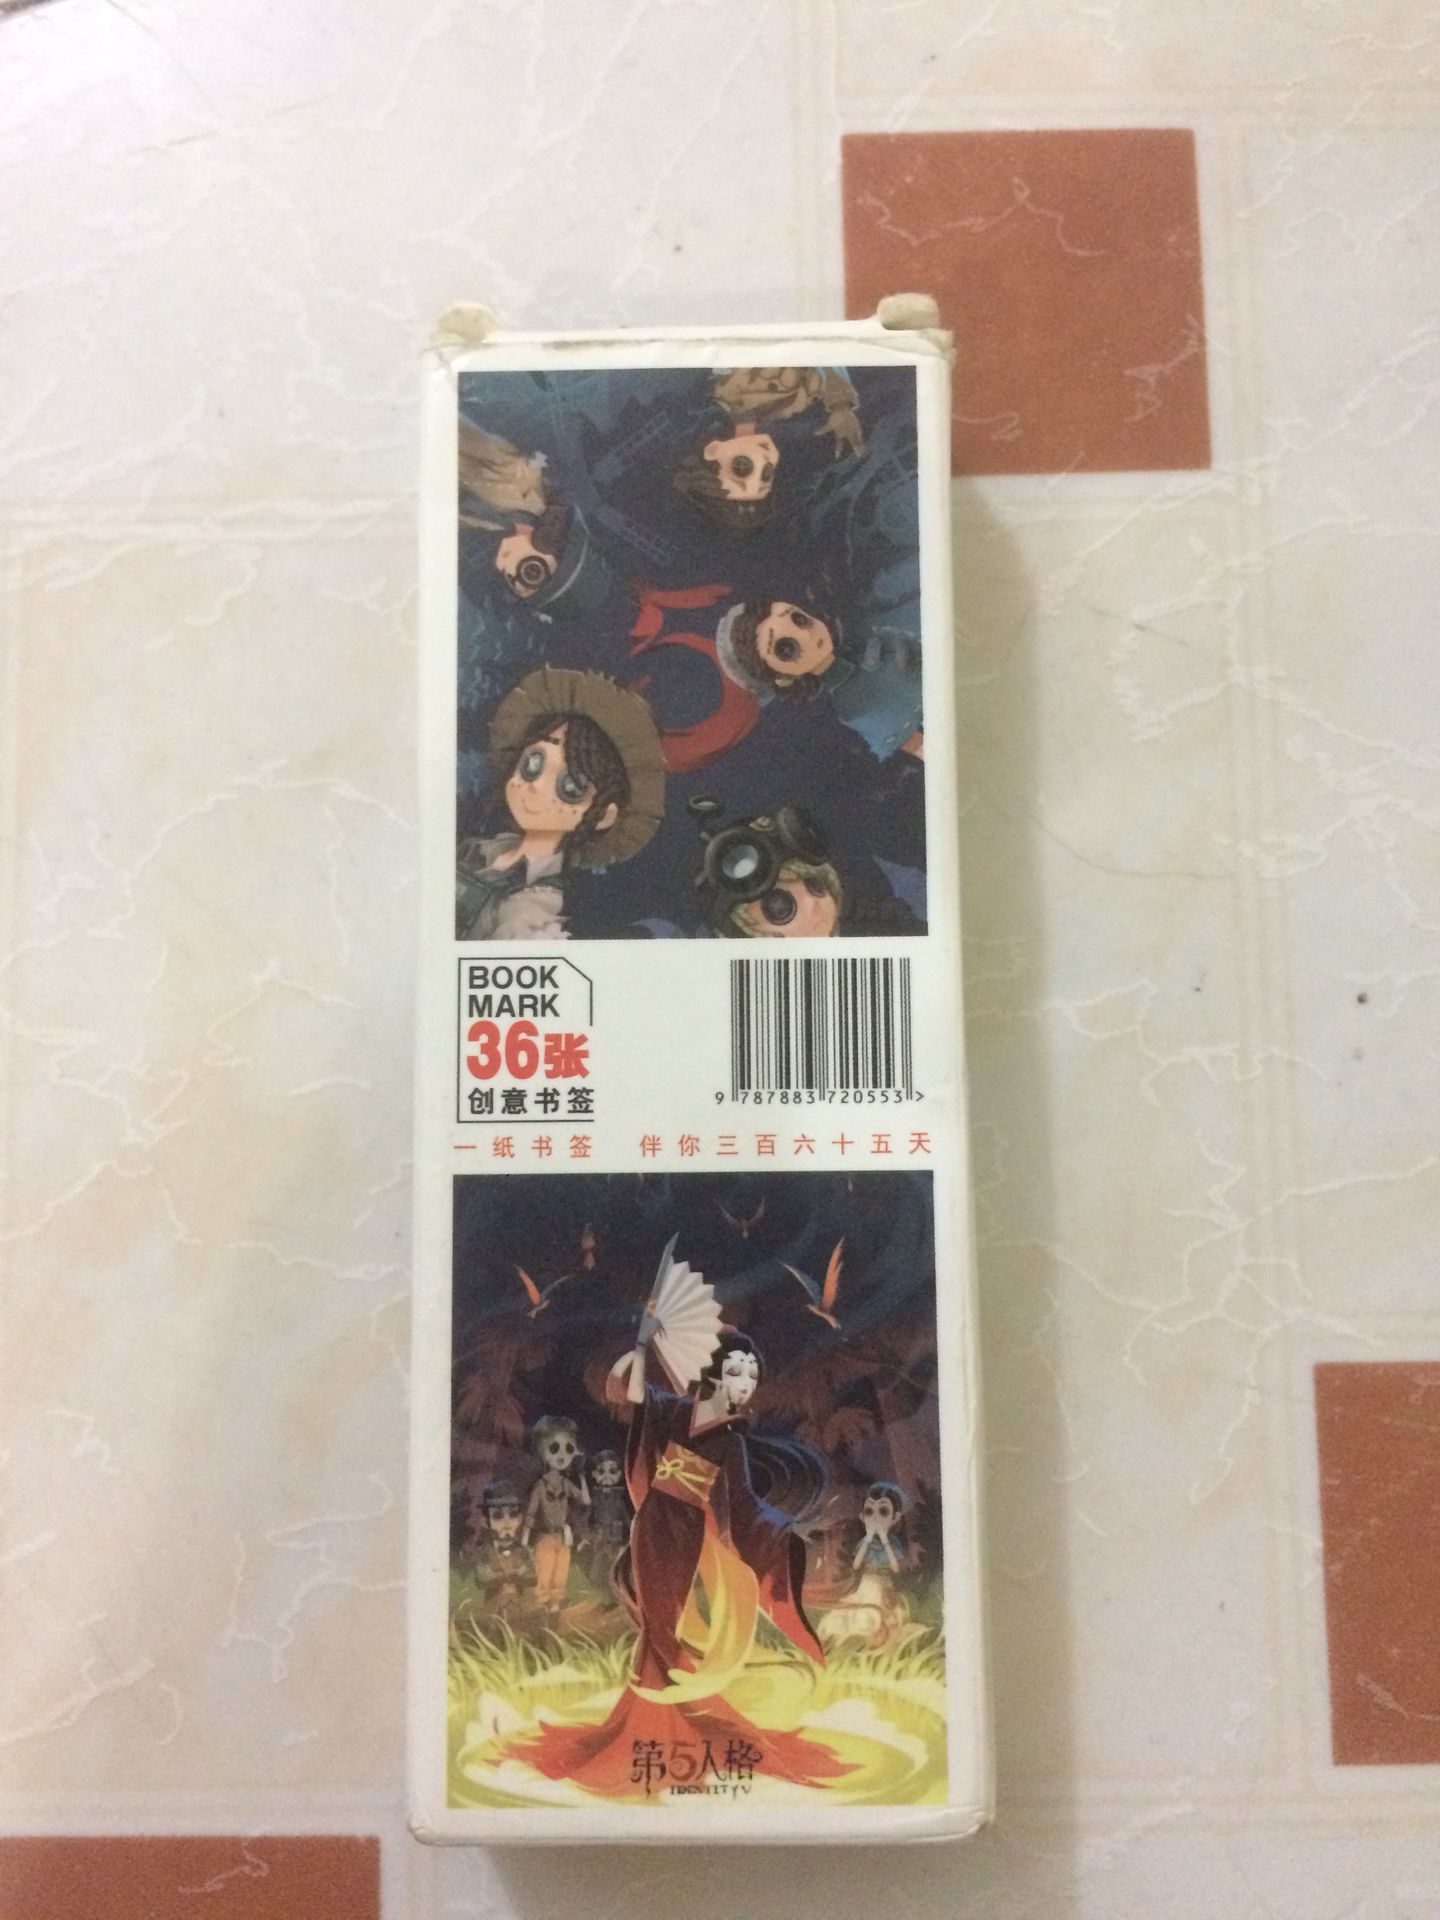 BOOK
MARK
36张
创意书签
9 787883 720553 >
一纸书签 伴你三百六十五天
第5人格
IDENTITY V